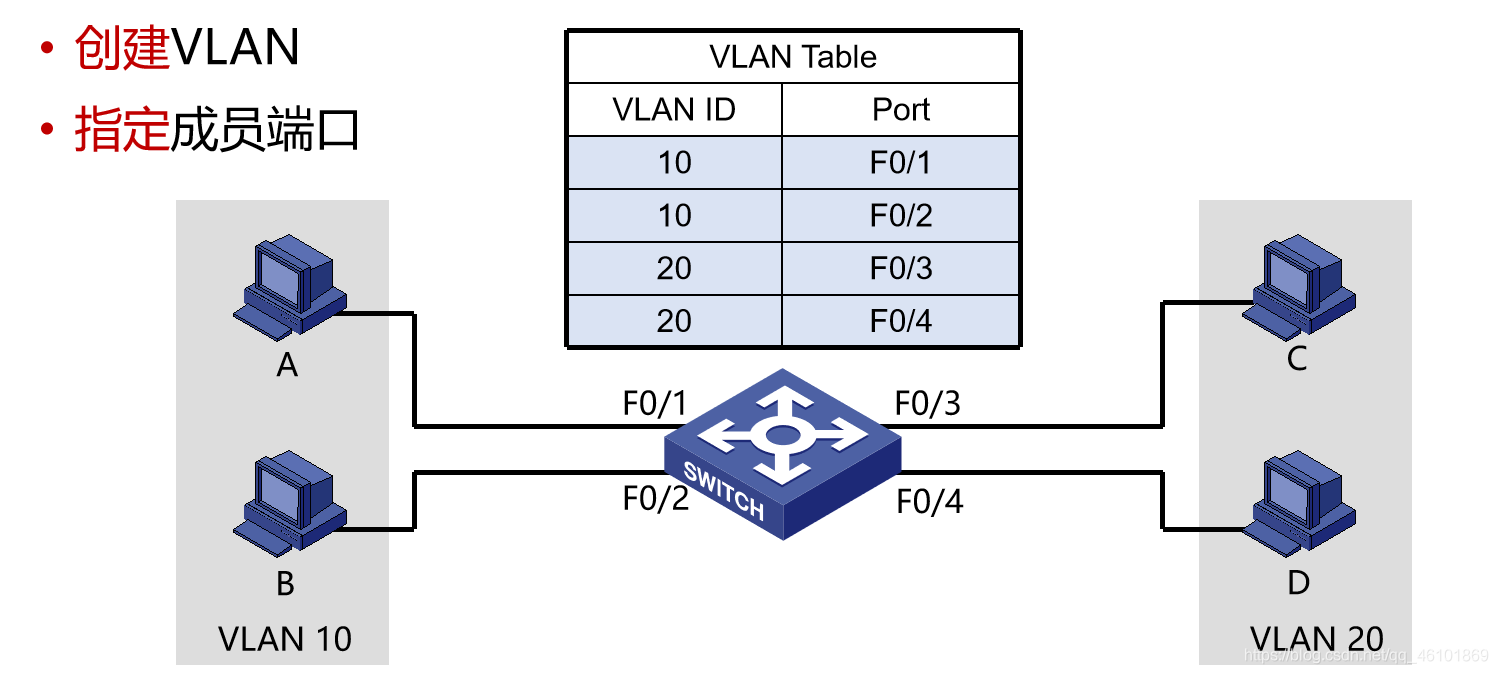 • 创建VLAN
• 指定成员端口
VLAN Table
VLAN ID Port
10 F0/1
10 F0/2
20 F0/3
20 F0/4
A
C
F0/1
F0/3
SWITCH
F0/2
F0/4
B
D
VLAN 10
VLAN 20
https://blog.csdn.net/qq_46101869